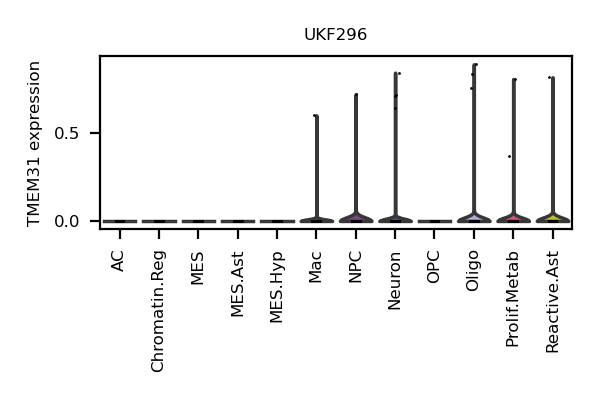 UKF296
TMEM31 expression
0.5
0.0
AC
Chromatin.Reg
MES
MES.Ast
MES.Hyp
Mac
NPC
Neuron
OPC
Oligo
Prolif.Metab
Reactive.Ast